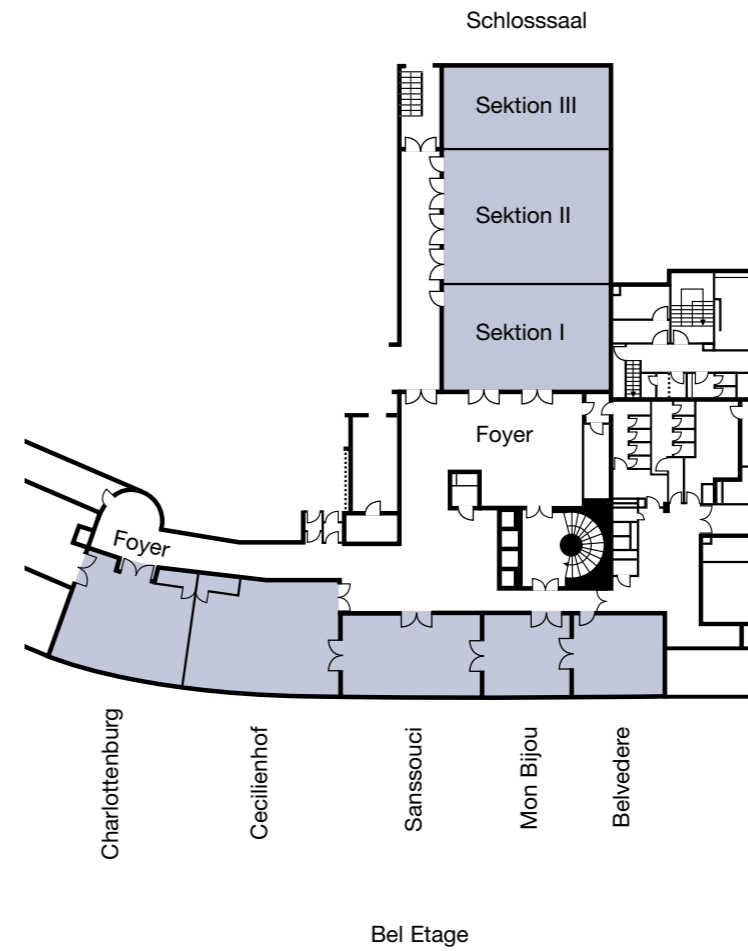 Schlosssaal
Sektion III
Sektion II
Sektion I
Foyer
Foyer
Charlottenburg
Cecilienhof
Sanssouci
Mon Bijou
Belvedere
Bel Etage